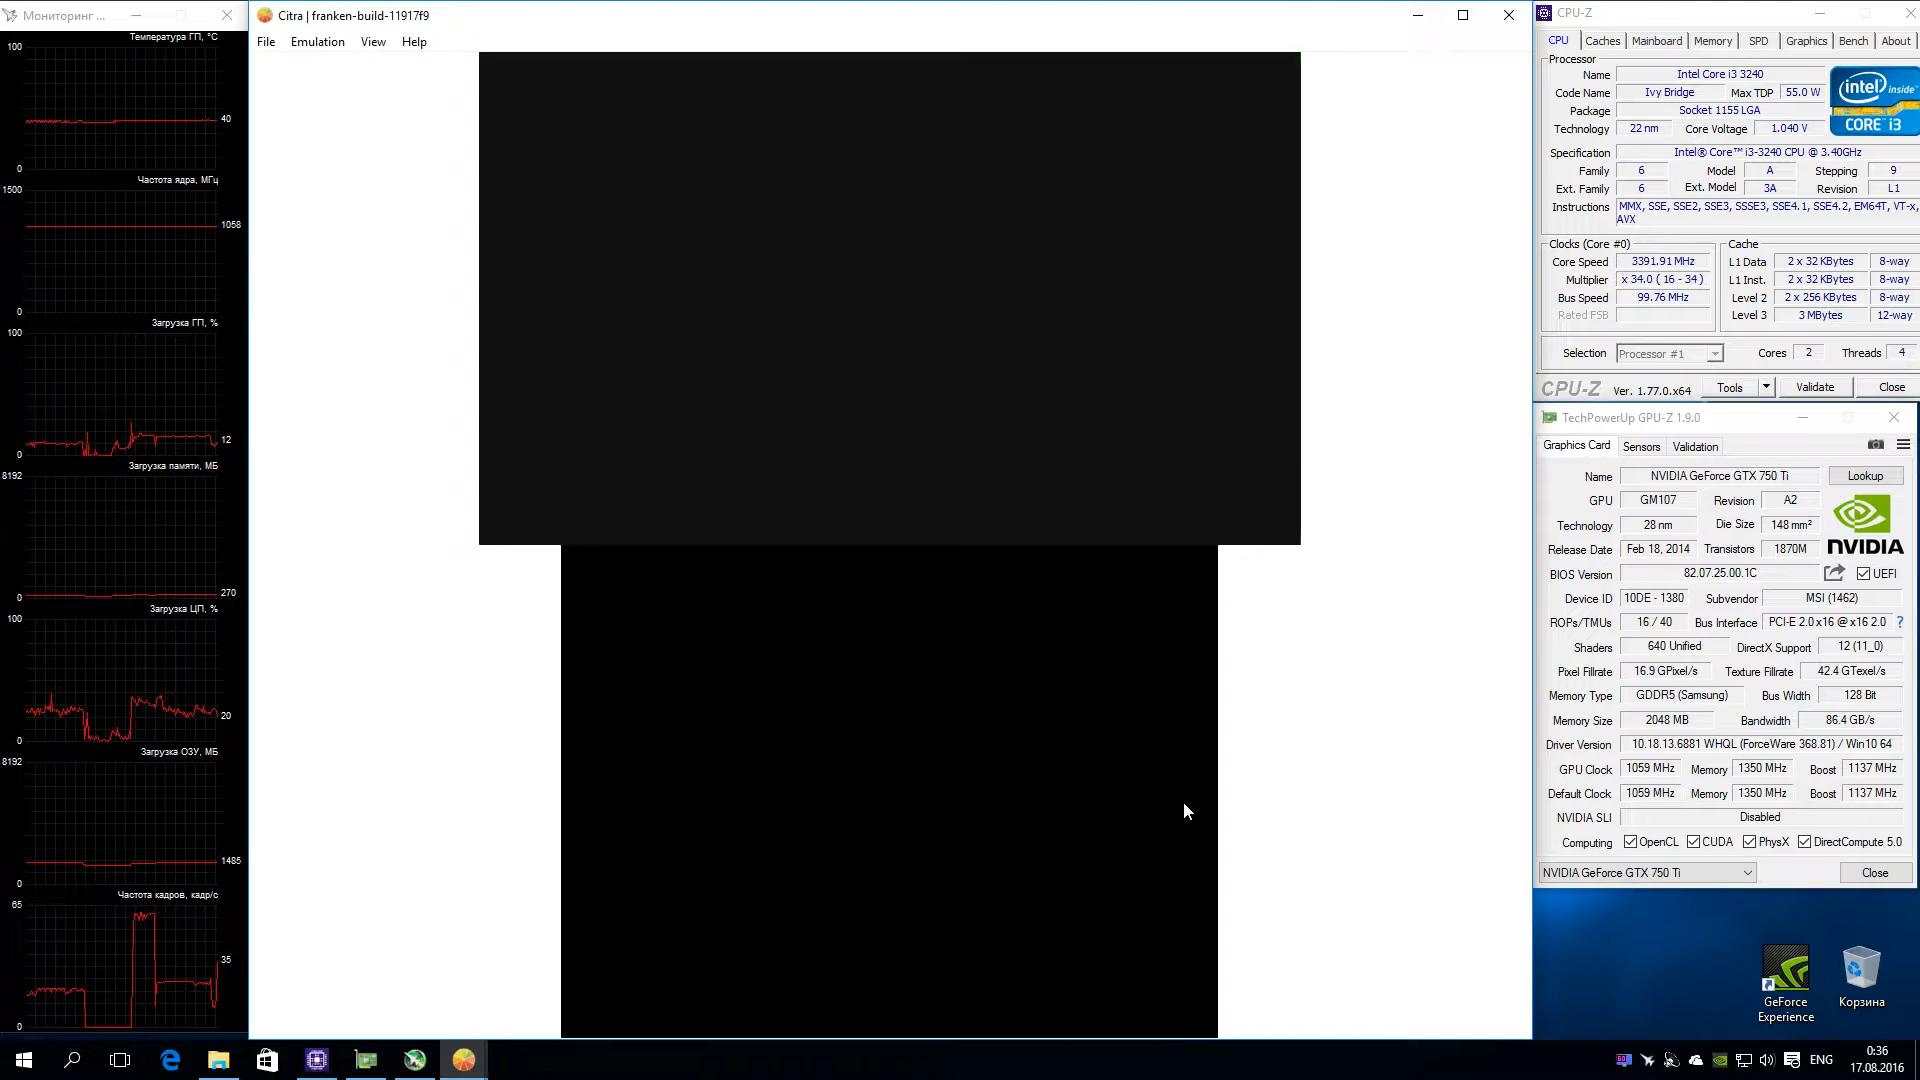 Мониторинг ...
Температура ГП, °C
100
40
0
Частота ядра, МГц
1500
1058
0
Загрузка ГП, %
100
12
0
Загрузка памяти, МБ
8192
270
0
Загрузка ЦП, %
100
20
0
Загрузка ОЗУ, МБ
8192
1485
0
Частота кадров, кадр/с
65
35
0
Citra | franken-build-11917f9
File Emulation View Help
CPU-Z
CPU Caches Mainboard Memory SPD Graphics Bench About
Processor
Name Intel Core i3 3240
Code Name Ivy Bridge Max TDP 55.0 W
Package Socket 1155 LGA
Technology 22 nm Core Voltage 1.040 V
intel inside
CORE i3
Specification Intel® Core™ i3-3240 CPU @ 3.40GHz
Family 6 Model A Stepping 9
Ext. Family 6 Ext. Model 3A Revision L1
Instructions MMX, SSE, SSE2, SSE3, SSSE3, SSE4.1, SSE4.2, EM64T, VT-x,
AVX
Clocks (Core #0)
Core Speed 3391.91 MHz
Multiplier x 34.0 ( 16 - 34 )
Bus Speed 99.76 MHz
Rated FSB
Cache
L1 Data 2 x 32 KBytes 8-way
L1 Inst. 2 x 32 KBytes 8-way
Level 2 2 x 256 KBytes 8-way
Level 3 3 MBytes 12-way
Selection Processor #1 Cores 2 Threads 4
CPU-Z Ver. 1.77.0.x64 Tools Validate Close
TechPowerUp GPU-Z 1.9.0
Graphics Card Sensors Validation
Name NVIDIA GeForce GTX 750 Ti Lookup
GPU GM107 Revision A2
Technology 28 nm Die Size 148 mm²
Release Date Feb 18, 2014 Transistors 1870M
NVIDIA
BIOS Version 82.07.25.00.1C UEFI
Device ID 10DE - 1380 Subvendor MSI (1462)
ROPs/TMUs 16 / 40 Bus Interface PCI-E 2.0 x16 @ x16 2.0 ?
Shaders 640 Unified DirectX Support 12 (11_0)
Pixel Fillrate 16.9 GPixel/s Texture Fillrate 42.4 GTexel/s
Memory Type GDDR5 (Samsung) Bus Width 128 Bit
Memory Size 2048 MB Bandwidth 86.4 GB/s
Driver Version 10.18.13.6881 WHQL (ForceWare 368.81) / Win10 64
GPU Clock 1059 MHz Memory 1350 MHz Boost 1137 MHz
Default Clock 1059 MHz Memory 1350 MHz Boost 1137 MHz
NVIDIA SLI Disabled
Computing OpenCL CUDA PhysX DirectCompute 5.0
NVIDIA GeForce GTX 750 Ti Close
GeForce
Experience
Корзина
ENG
0:36
17.08.2016